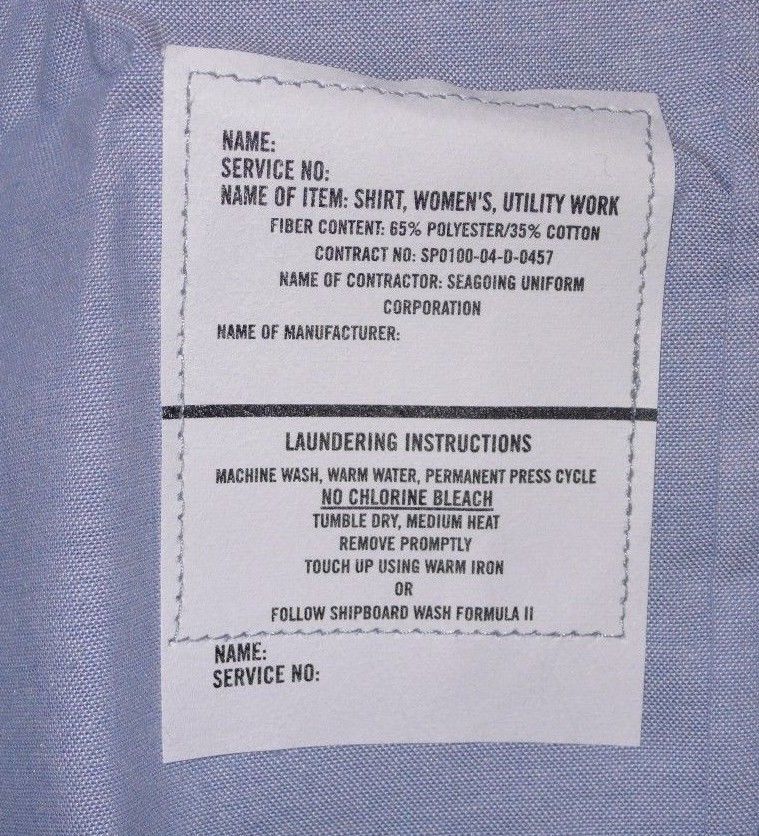 NAME:
SERVICE NO:
NAME OF ITEM: SHIRT, WOMEN'S, UTILITY WORK
FIBER CONTENT: 65% POLYESTER/35% COTTON
CONTRACT NO: SP0100-04-D-0457
NAME OF CONTRACTOR: SEAGOING UNIFORM
CORPORATION
NAME OF MANUFACTURER:
LAUNDERING INSTRUCTIONS
MACHINE WASH, WARM WATER, PERMANENT PRESS CYCLE
NO CHLORINE BLEACH
TUMBLE DRY, MEDIUM HEAT
REMOVE PROMPTLY
TOUCH UP USING WARM IRON
OR
FOLLOW SHIPBOARD WASH FORMULA II
NAME:
SERVICE NO: